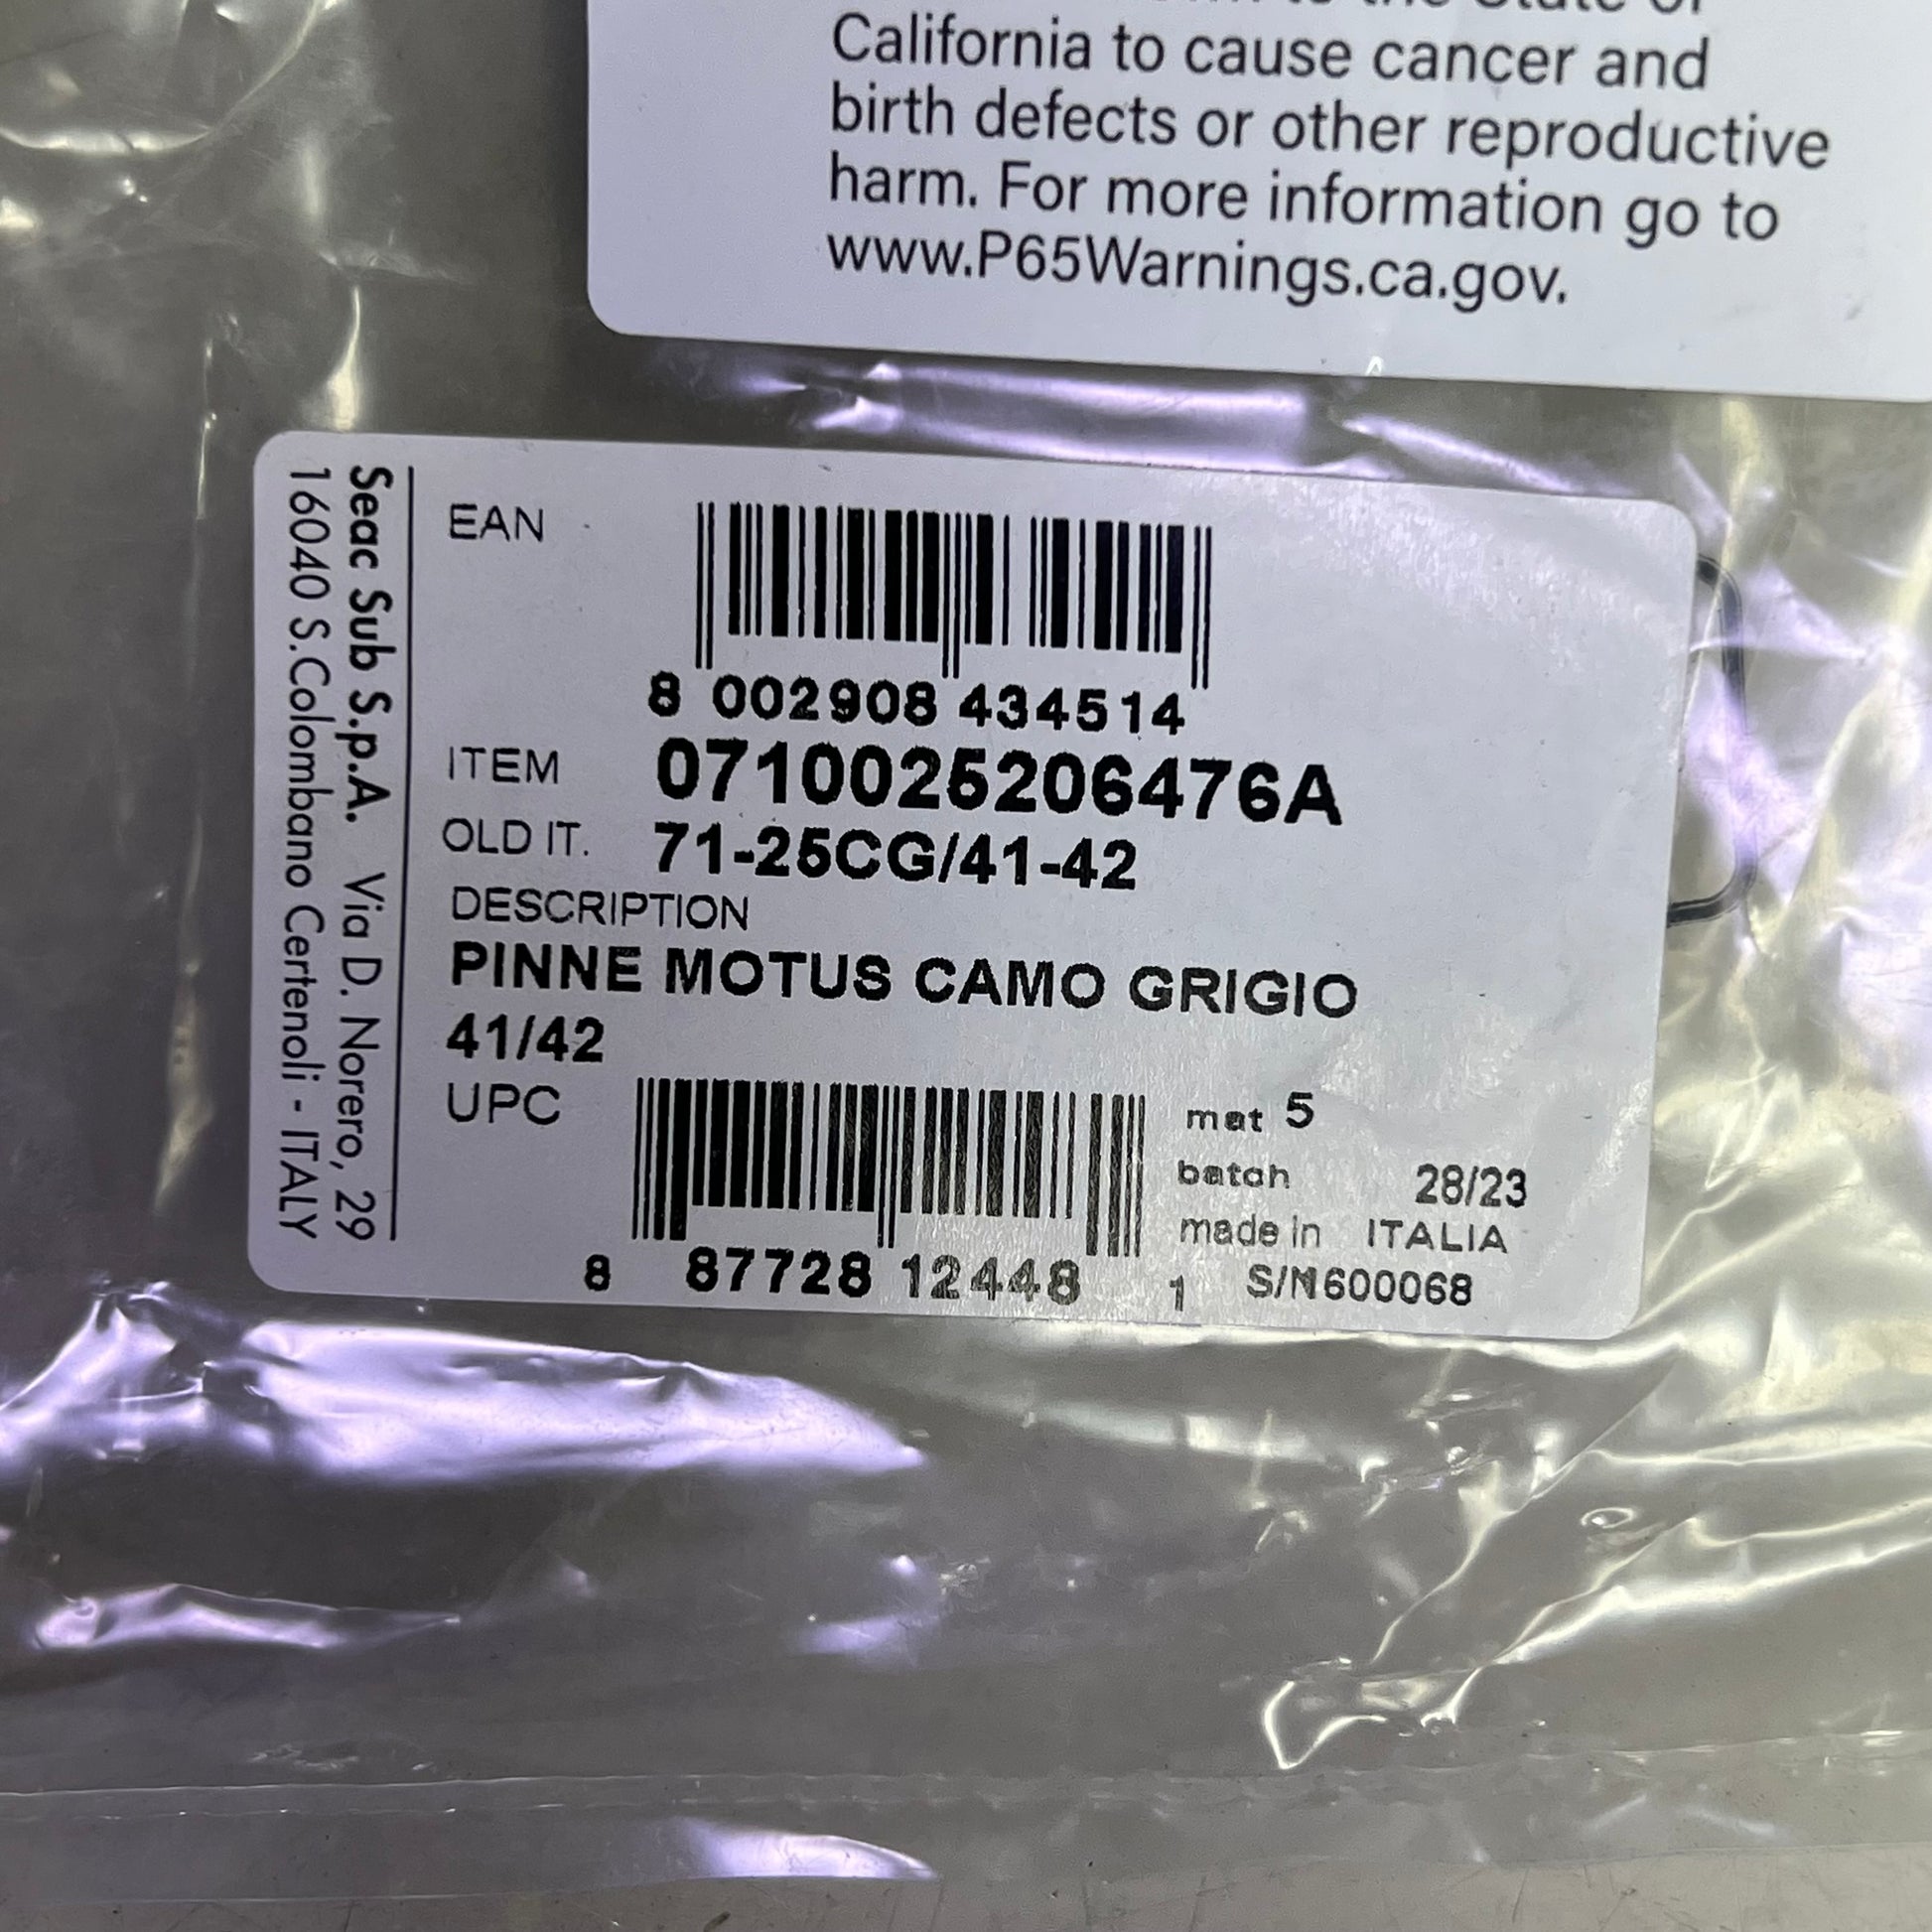 California to cause cancer and
birth defects or other reproductive
harm. For more information go to
www.P65Warnings.ca.gov.
Seac Sub S.p.A. Via D. Norero, 29
16040 S.Colombano Certenoli - ITALY
EAN
8 002908 434514
ITEM 0710025206476A
OLD IT. 71-25CG/41-42
DESCRIPTION
PINNE MOTUS CAMO GRIGIO
41/42
UPC
8 87728 12448 1
mat 5
batch 28/23
made in ITALIA
S/N600068